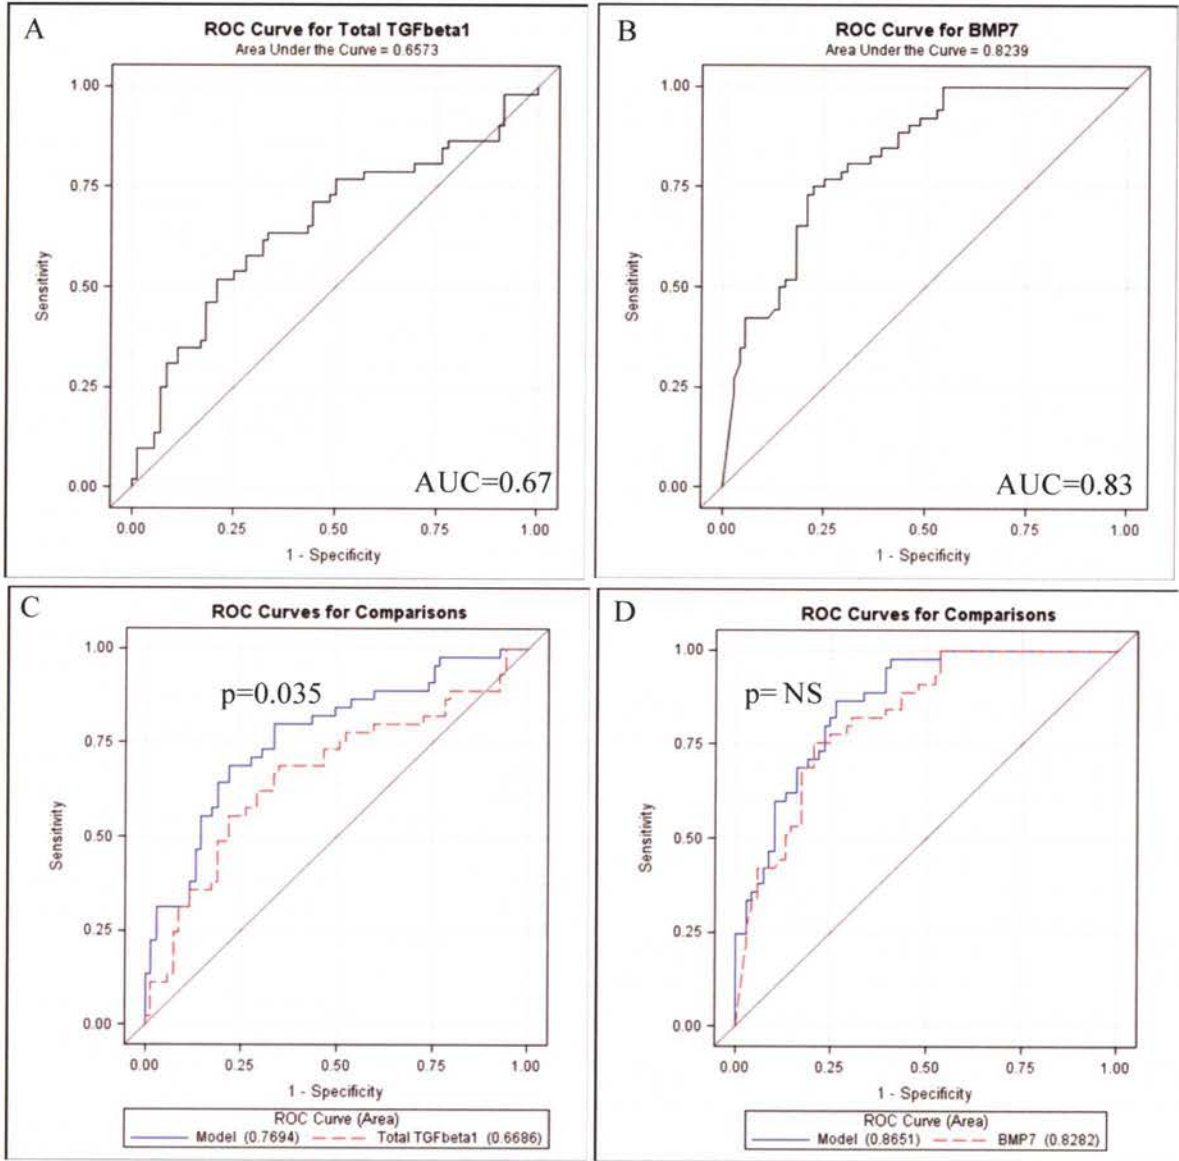 A
ROC Curve for Total TGFbeta1
Area Under the Curve = 0.6573
1.00
0.75
0.50
0.25
0.00
Sensitivity
AUC=0.67
0.00 0.25 0.50 0.75 1.00
1 - Specificity
B
ROC Curve for BMP7
Area Under the Curve = 0.8239
1.00
0.75
0.50
0.25
0.00
Sensitivity
AUC=0.83
0.00 0.25 0.50 0.75 1.00
1 - Specificity
C
ROC Curves for Comparisons
1.00
0.75
0.50
0.25
0.00
Sensitivity
p=0.035
0.00 0.25 0.50 0.75 1.00
1 - Specificity
ROC Curve (Area)
Model (0.7694) Total TGFbeta1 (0.6686)
D
ROC Curves for Comparisons
1.00
0.75
0.50
0.25
0.00
Sensitivity
p= NS
0.00 0.25 0.50 0.75 1.00
1 - Specificity
ROC Curve (Area)
Model (0.8651) BMP7 (0.8282)